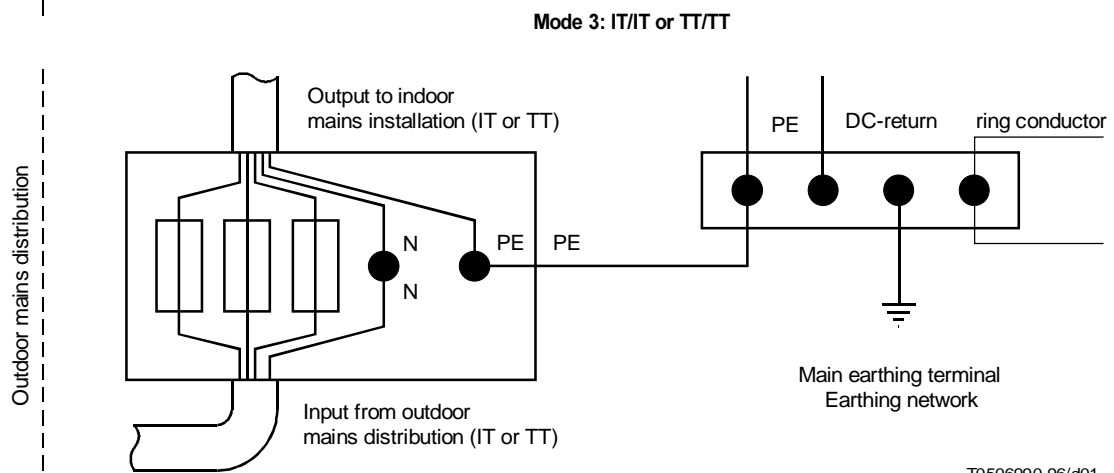 Mode 3: IT/IT or TT/TT
Output to indoor
mains installation (IT or TT)
PE
DC-return
ring conductor
Outdoor mains distribution
N
PE
PE
N
Main earthing terminal
Earthing network
Input from outdoor
mains distribution (IT or TT)